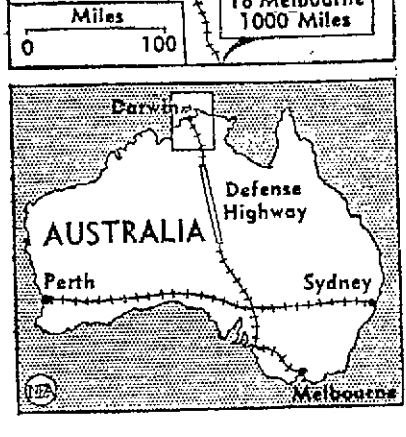 Miles
0 100
To Melbourne
1000 Miles
Darwin
Defense
Highway
AUSTRALIA
Perth
Sydney
NEA
Melbourne